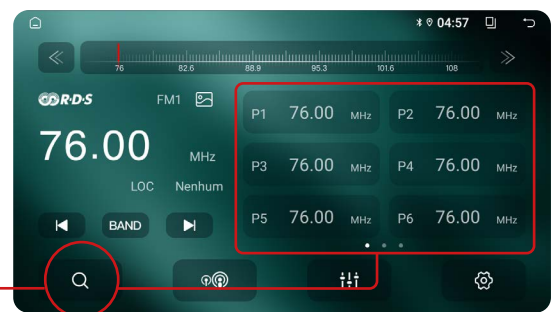 04:57
76 82.6 88.9 95.3 101.6 108
R·D·S FM1
76.00 MHz
LOC Nenhum
BAND
P1 76.00 MHz P2 76.00 MHz
P3 76.00 MHz P4 76.00 MHz
P5 76.00 MHz P6 76.00 MHz